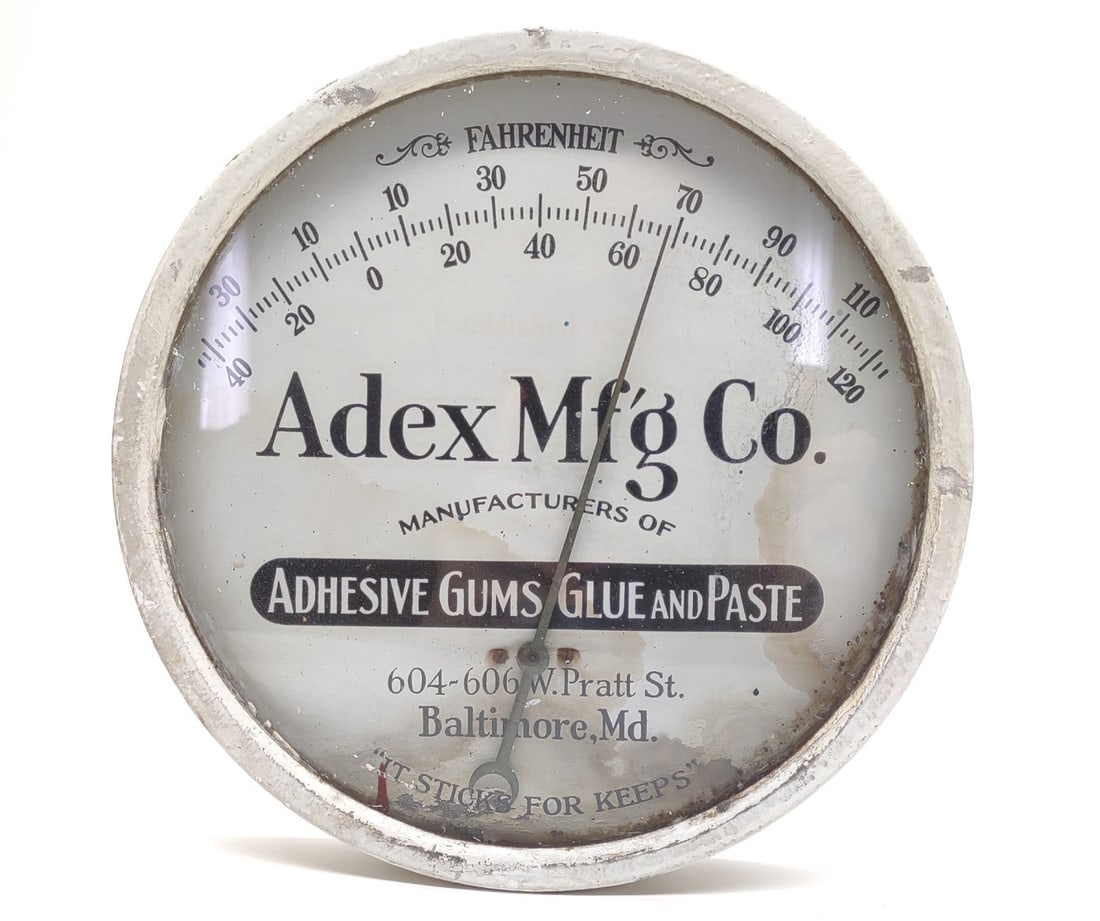 FAHRENHEIT
40 30 20 10 0 10 20 30 40 50 60 70 80 90 100 110 120
Adex Mf'g Co.
MANUFACTURERS OF
ADHESIVE GUMS GLUE AND PASTE
604-606 W. Pratt St.
Baltimore, Md.
"IT STICKS FOR KEEPS"